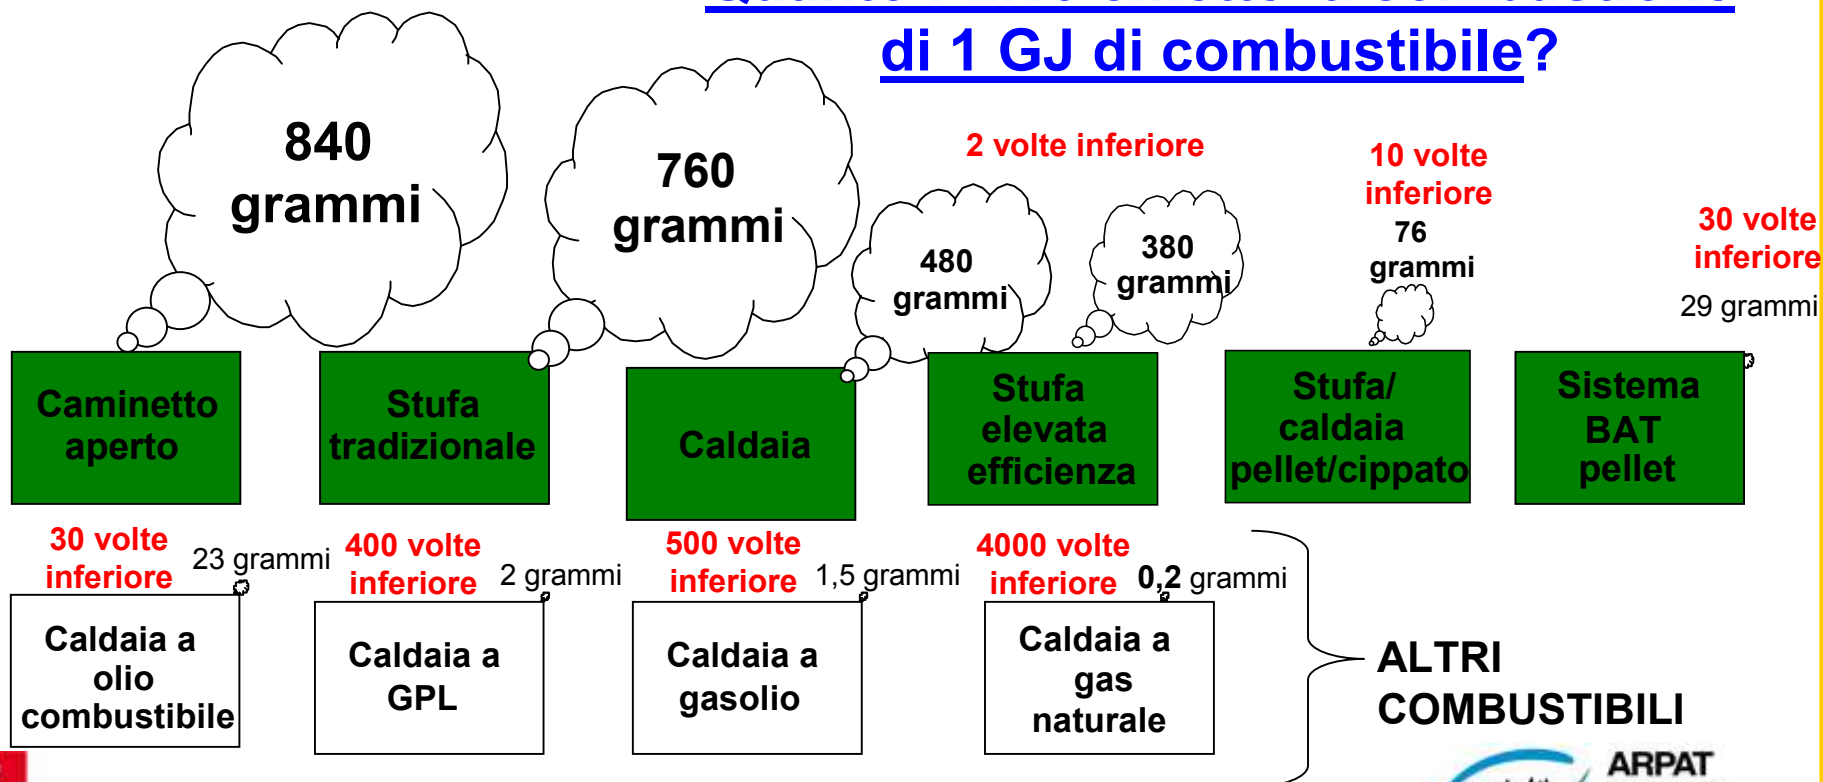 di 1 GJ di combustibile?
840
grammi
760
grammi
2 volte inferiore
480
grammi
380
grammi
10 volte
inferiore
76
grammi
30 volte
inferiore
29 grammi
Caminetto
aperto
Stufa
tradizionale
Caldaia
Stufa
elevata
efficienza
Stufa/
caldaia
pellet/cippato
Sistema
BAT
pellet
30 volte
inferiore
23 grammi
400 volte
inferiore
2 grammi
500 volte
inferiore
1,5 grammi
4000 volte
inferiore
0,2 grammi
Caldaia a
olio
combustibile
Caldaia a
GPL
Caldaia a
gasolio
Caldaia a
gas
naturale
ALTRI
COMBUSTIBILI
ARPAT